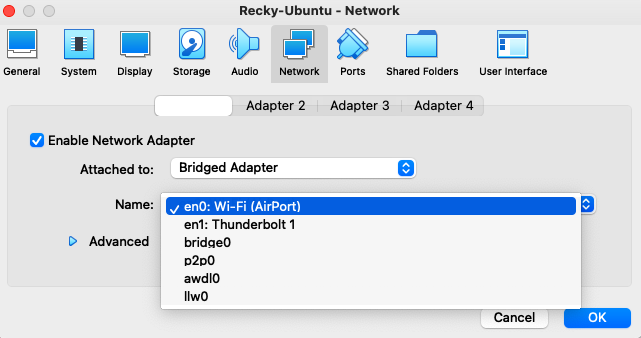 Recky-Ubuntu - Network
General System Display Storage Audio Network Ports Shared Folders User Interface
Adapter 2 Adapter 3 Adapter 4
Enable Network Adapter
Attached to: Bridged Adapter
Name: en0: Wi-Fi (AirPort)
en1: Thunderbolt 1
Advanced bridge0
p2p0
awdl0
llw0
Cancel OK